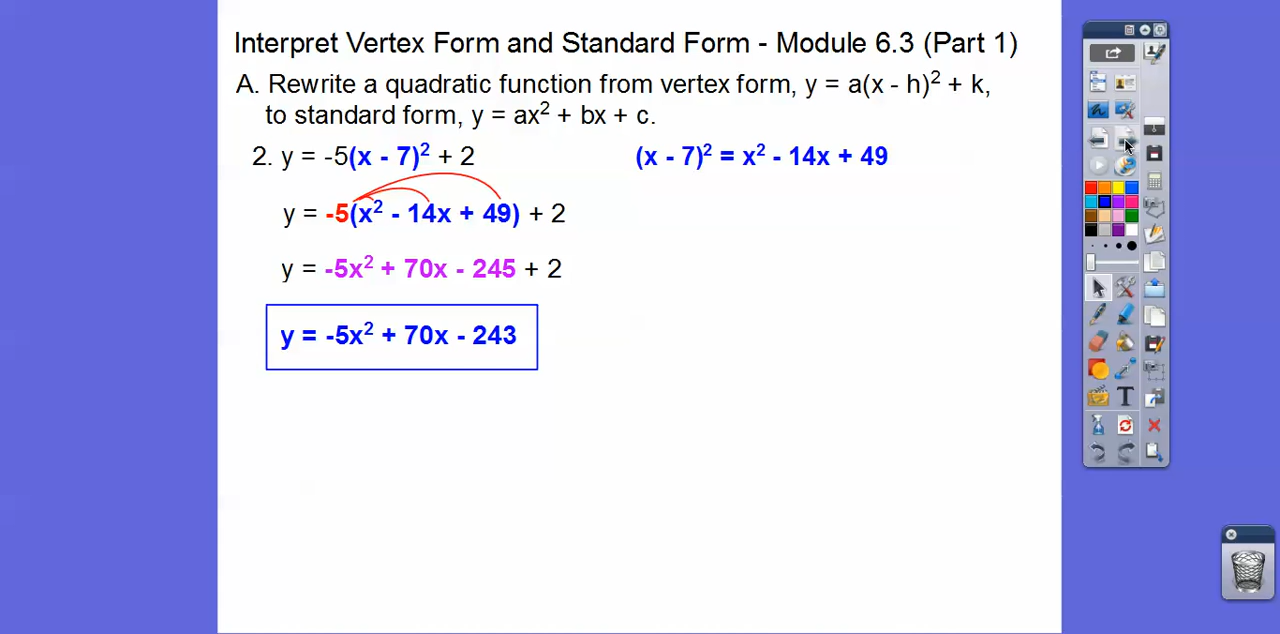 Interpret Vertex Form and Standard Form - Module 6.3 (Part 1)
A. Rewrite a quadratic function from vertex form, y = a(x - h)² + k,
to standard form, y = ax² + bx + c.
2. y = -5(x - 7)² + 2
(x - 7)² = x² - 14x + 49
y = -5(x² - 14x + 49) + 2
y = -5x² + 70x - 245 + 2
y = -5x² + 70x - 243
T